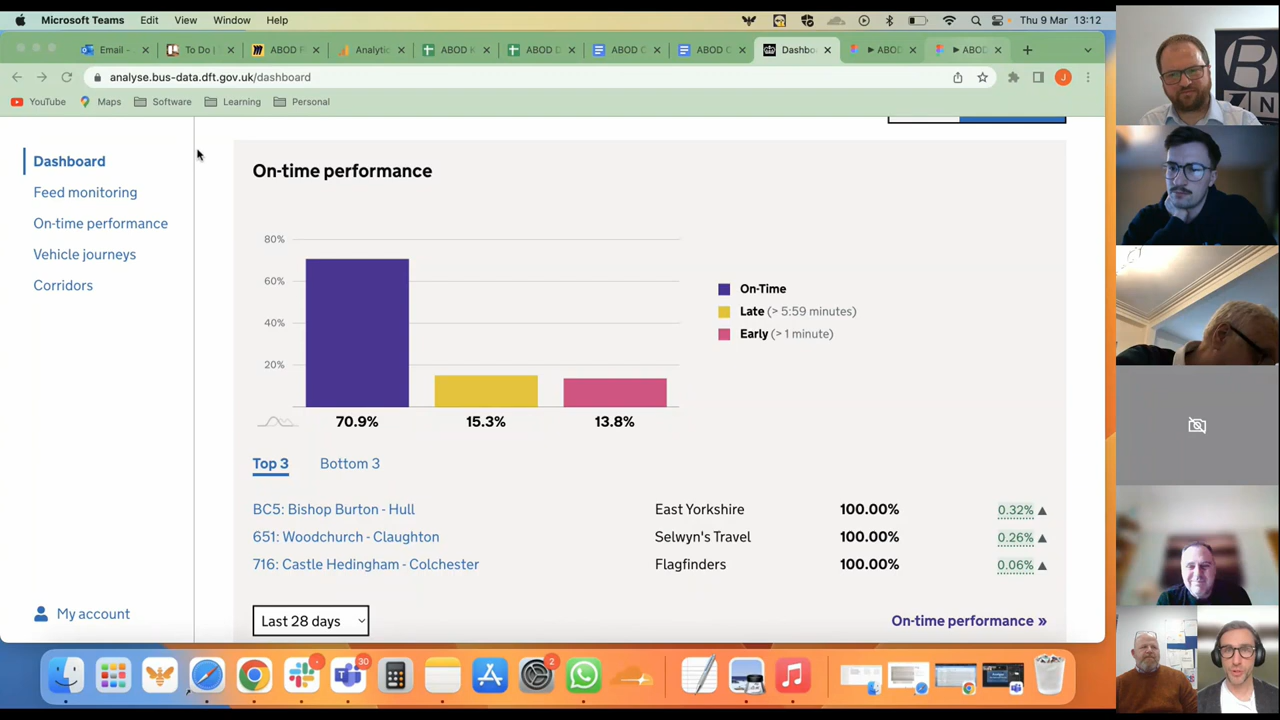 Microsoft Teams Edit View Window Help Thu 9 Mar 13:12
Email - To Do | ABOD Analytic ABOD ABOD D ABOD C ABOD C Dashbo ABOD ABOD
analyse.bus-data.dft.gov.uk/dashboard J
YouTube Maps Software Learning Personal
Dashboard
Feed monitoring
On-time performance
Vehicle journeys
Corridors
My account
On-time performance
80%
60%
40%
20%
70.9% 15.3% 13.8%
On-Time
Late (> 5:59 minutes)
Early (> 1 minute)
Top 3 Bottom 3
BC5: Bishop Burton - Hull East Yorkshire 100.00% 0.32% ▲
651: Woodchurch - Claughton Selwyn's Travel 100.00% 0.26% ▲
716: Castle Hedingham - Colchester Flagfinders 100.00% 0.06% ▲
Last 28 days On-time performance »
30
2
R
N